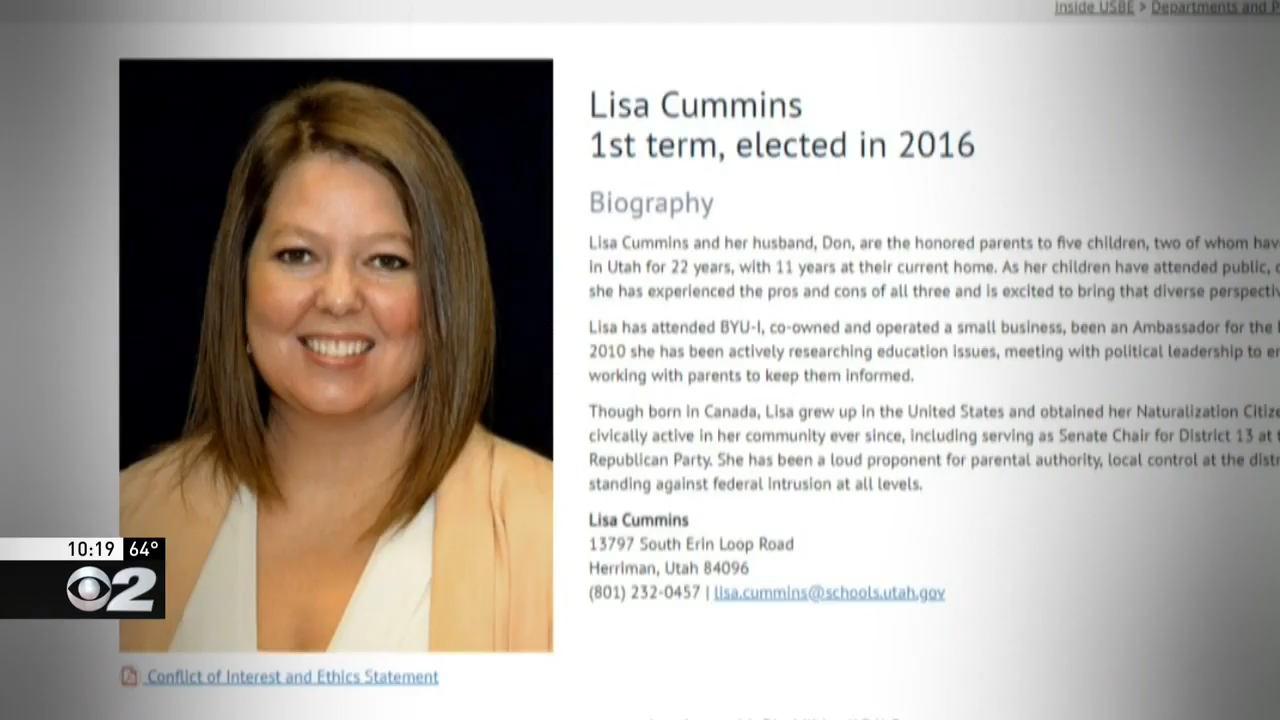 Inside USBE > Departments and
Lisa Cummins
1st term, elected in 2016
Biography
Lisa Cummins and her husband, Don, are the honored parents to five children, two of whom hav
in Utah for 22 years, with 11 years at their current home. As her children have attended public,
she has experienced the pros and cons of all three and is excited to bring that diverse perspectiv
Lisa has attended BYU-I, co-owned and operated a small business, been an Ambassador for the
2010 she has been actively researching education issues, meeting with political leadership to
working with parents to keep them informed.
Though born in Canada, Lisa grew up in the United States and obtained her Naturalization Citize
civically active in her community ever since, including serving as Senate Chair for District 13 at
Republican Party. She has been a loud proponent for parental authority, local control at the distr
standing against federal intrusion at all levels.
Lisa Cummins
13797 South Erin Loop Road
Herriman, Utah 84096
(801) 232-0457 | lisa.cummins@schools.utah.gov
10:19 64°
2
Conflict of Interest and Ethics Statement